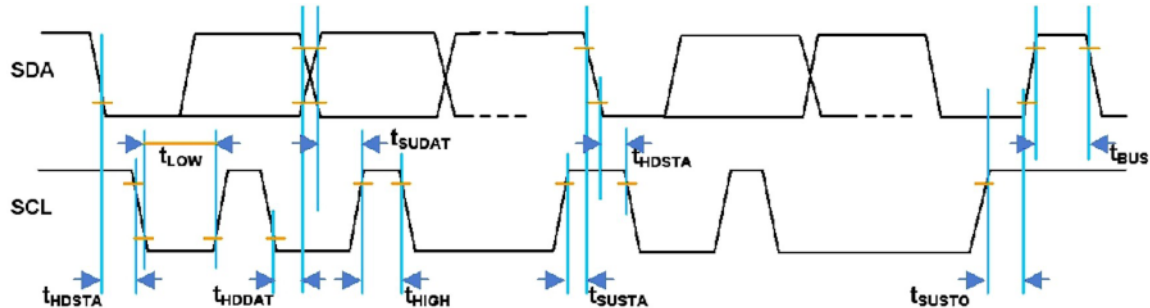 SDA
tSUDAT
tLOW
tHDSTA
tBUS
SCL
tHDSTA
tHDDAT
tHIGH
tSUSTA
tSUSTO